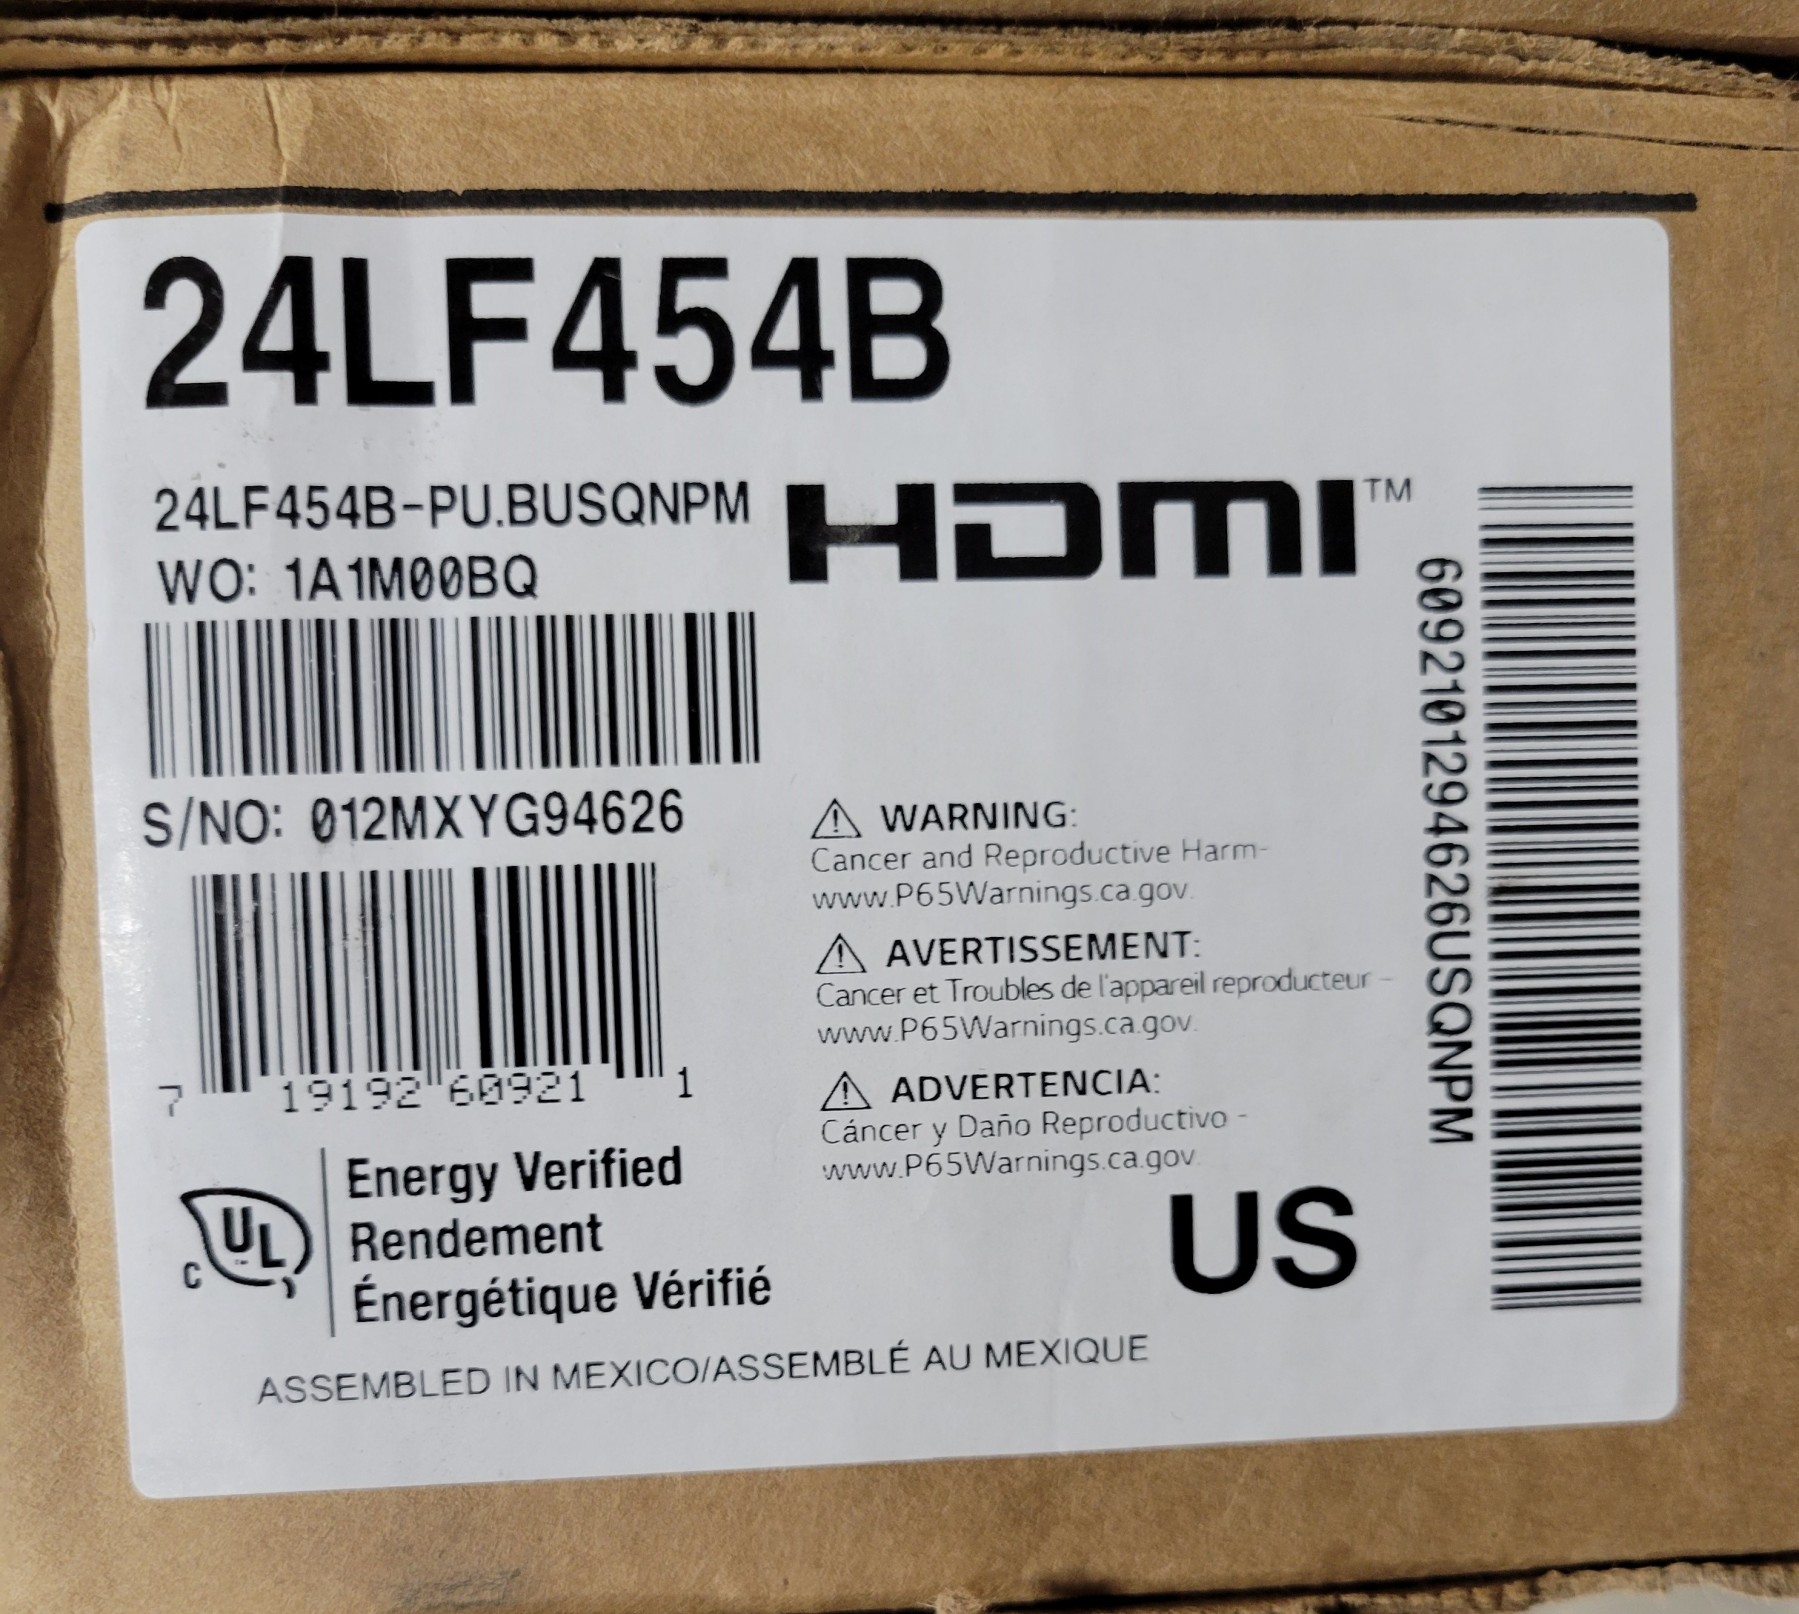 24LF454B
24LF454B-PU.BUSQNPM
WO: 1A1M00BQ
HDMI™
S/NO: 012MXYG94626
7 19192 60921 1
⚠ WARNING:
Cancer and Reproductive Harm-
www.P65Warnings.ca.gov.
⚠ AVERTISSEMENT:
Cancer et Troubles de l'appareil reproducteur –
www.P65Warnings.ca.gov.
⚠ ADVERTENCIA:
Cáncer y Daño Reproductivo -
www.P65Warnings.ca.gov.
6092101294626USQNPM
C UL
Energy Verified
Rendement
Énergétique Vérifié
US
ASSEMBLED IN MEXICO/ASSEMBLÉ AU MEXIQUE